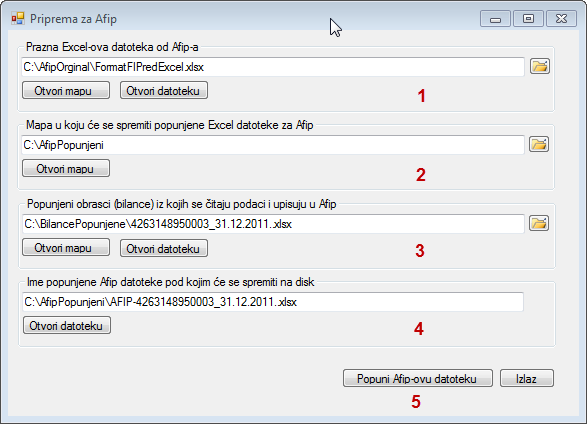 Priprema za Afip
Prazna Excel-ova datoteka od Afip-a
C:\AfipOrginal\FormatFIPredExcel.xlsx
Otvori mapu Otvori datoteku 1
Mapa u koju će se spremiti popunjene Excel datoteke za Afip
C:\AfipPopunjeni
Otvori mapu 2
Popunjeni obrasci (bilance) iz kojih se čitaju podaci i upisuju u Afip
C:\BilancePopunjene\4263148950003_31.12.2011..xlsx
Otvori mapu Otvori datoteku 3
Ime popunjene Afip datoteke pod kojim će se spremiti na disk
C:\AfipPopunjeni\AFIP-4263148950003_31.12.2011..xlsx
Otvori datoteku 4
Popuni Afip-ovu datoteku Izlaz
5